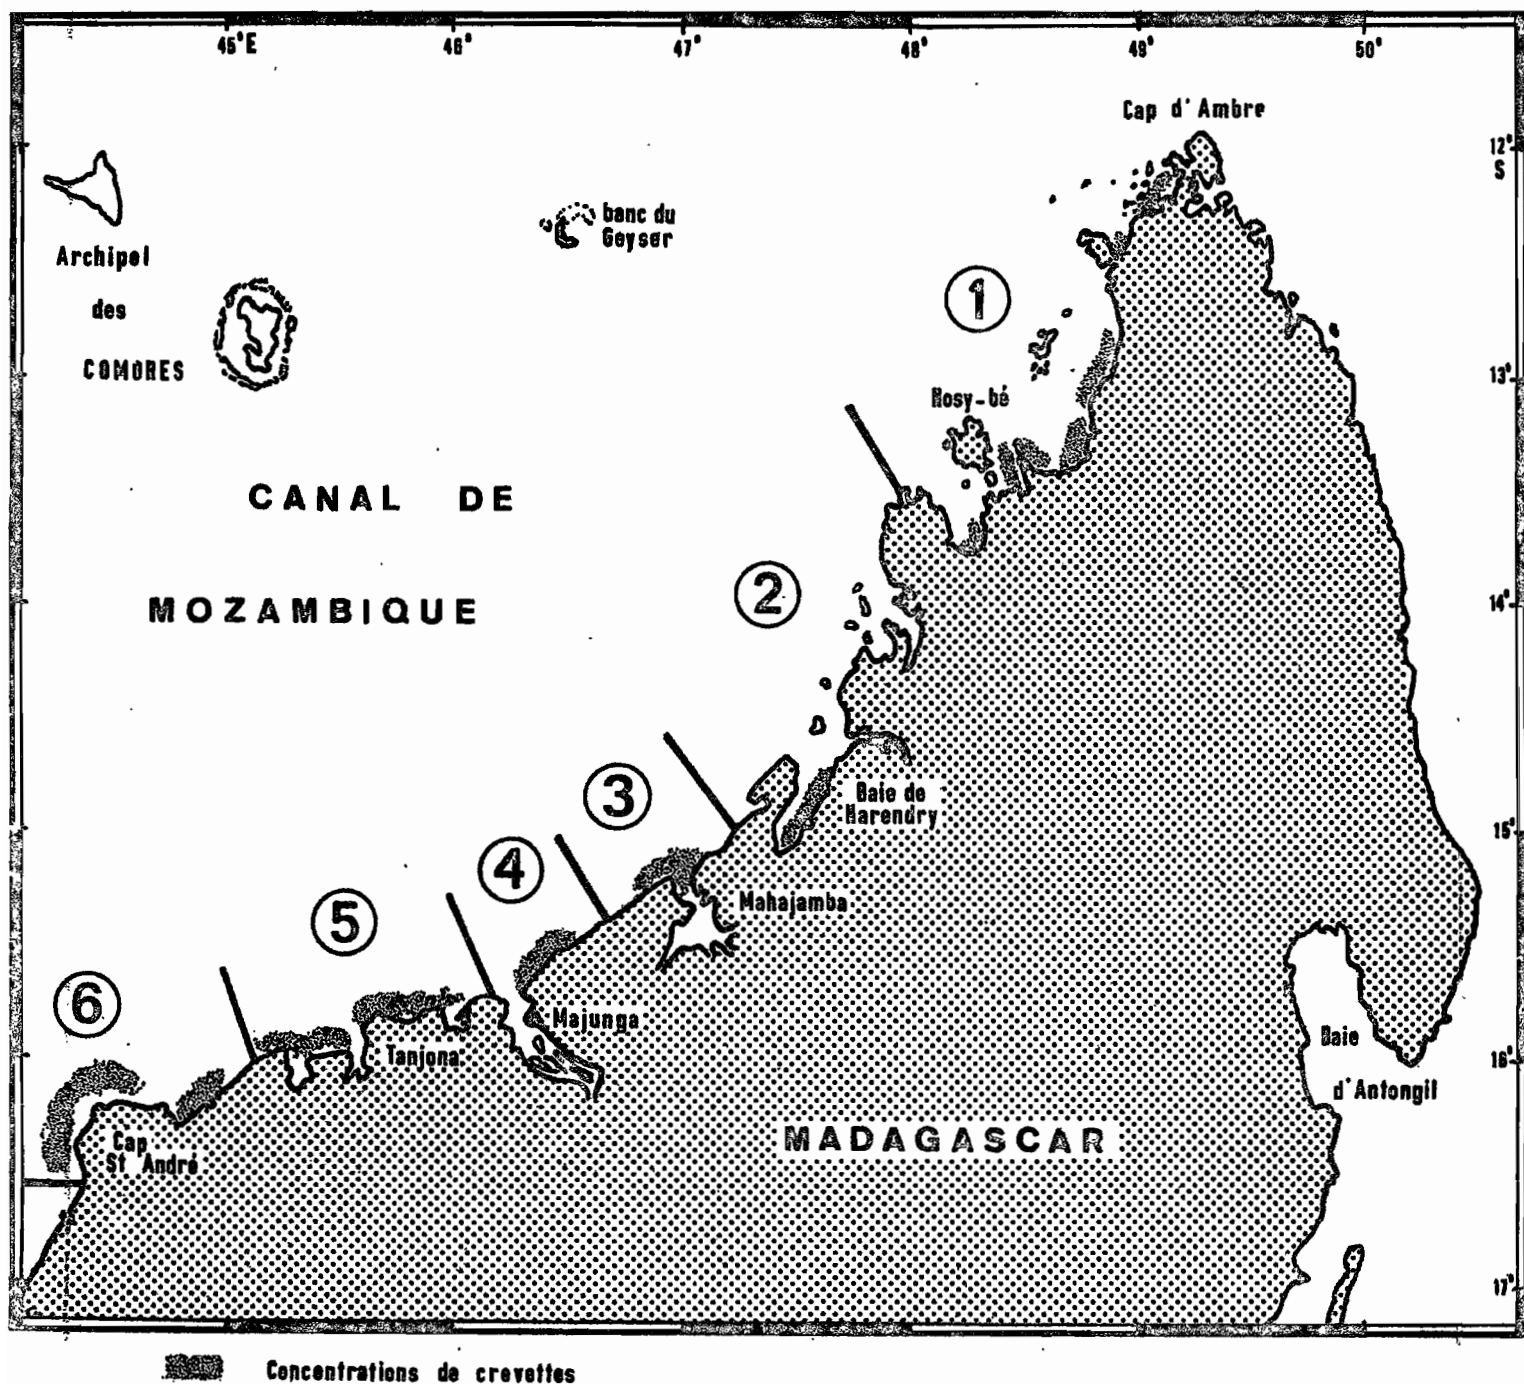 45°E 46° 47° 48° 49° 50°
Cap d'Ambre
12°
S
banc du
Geyser
Archipel
des
COMORES
1
13°
Nosy-bé
CANAL DE
MOZAMBIQUE
2
14°
3
Baie de
Narendry
15°
4
Mahajamba
5
6
Majunga
Tanjona
Baie
d'Antongil
16°
MADAGASCAR
Cap
St André
17°
Concentrations de crevettes